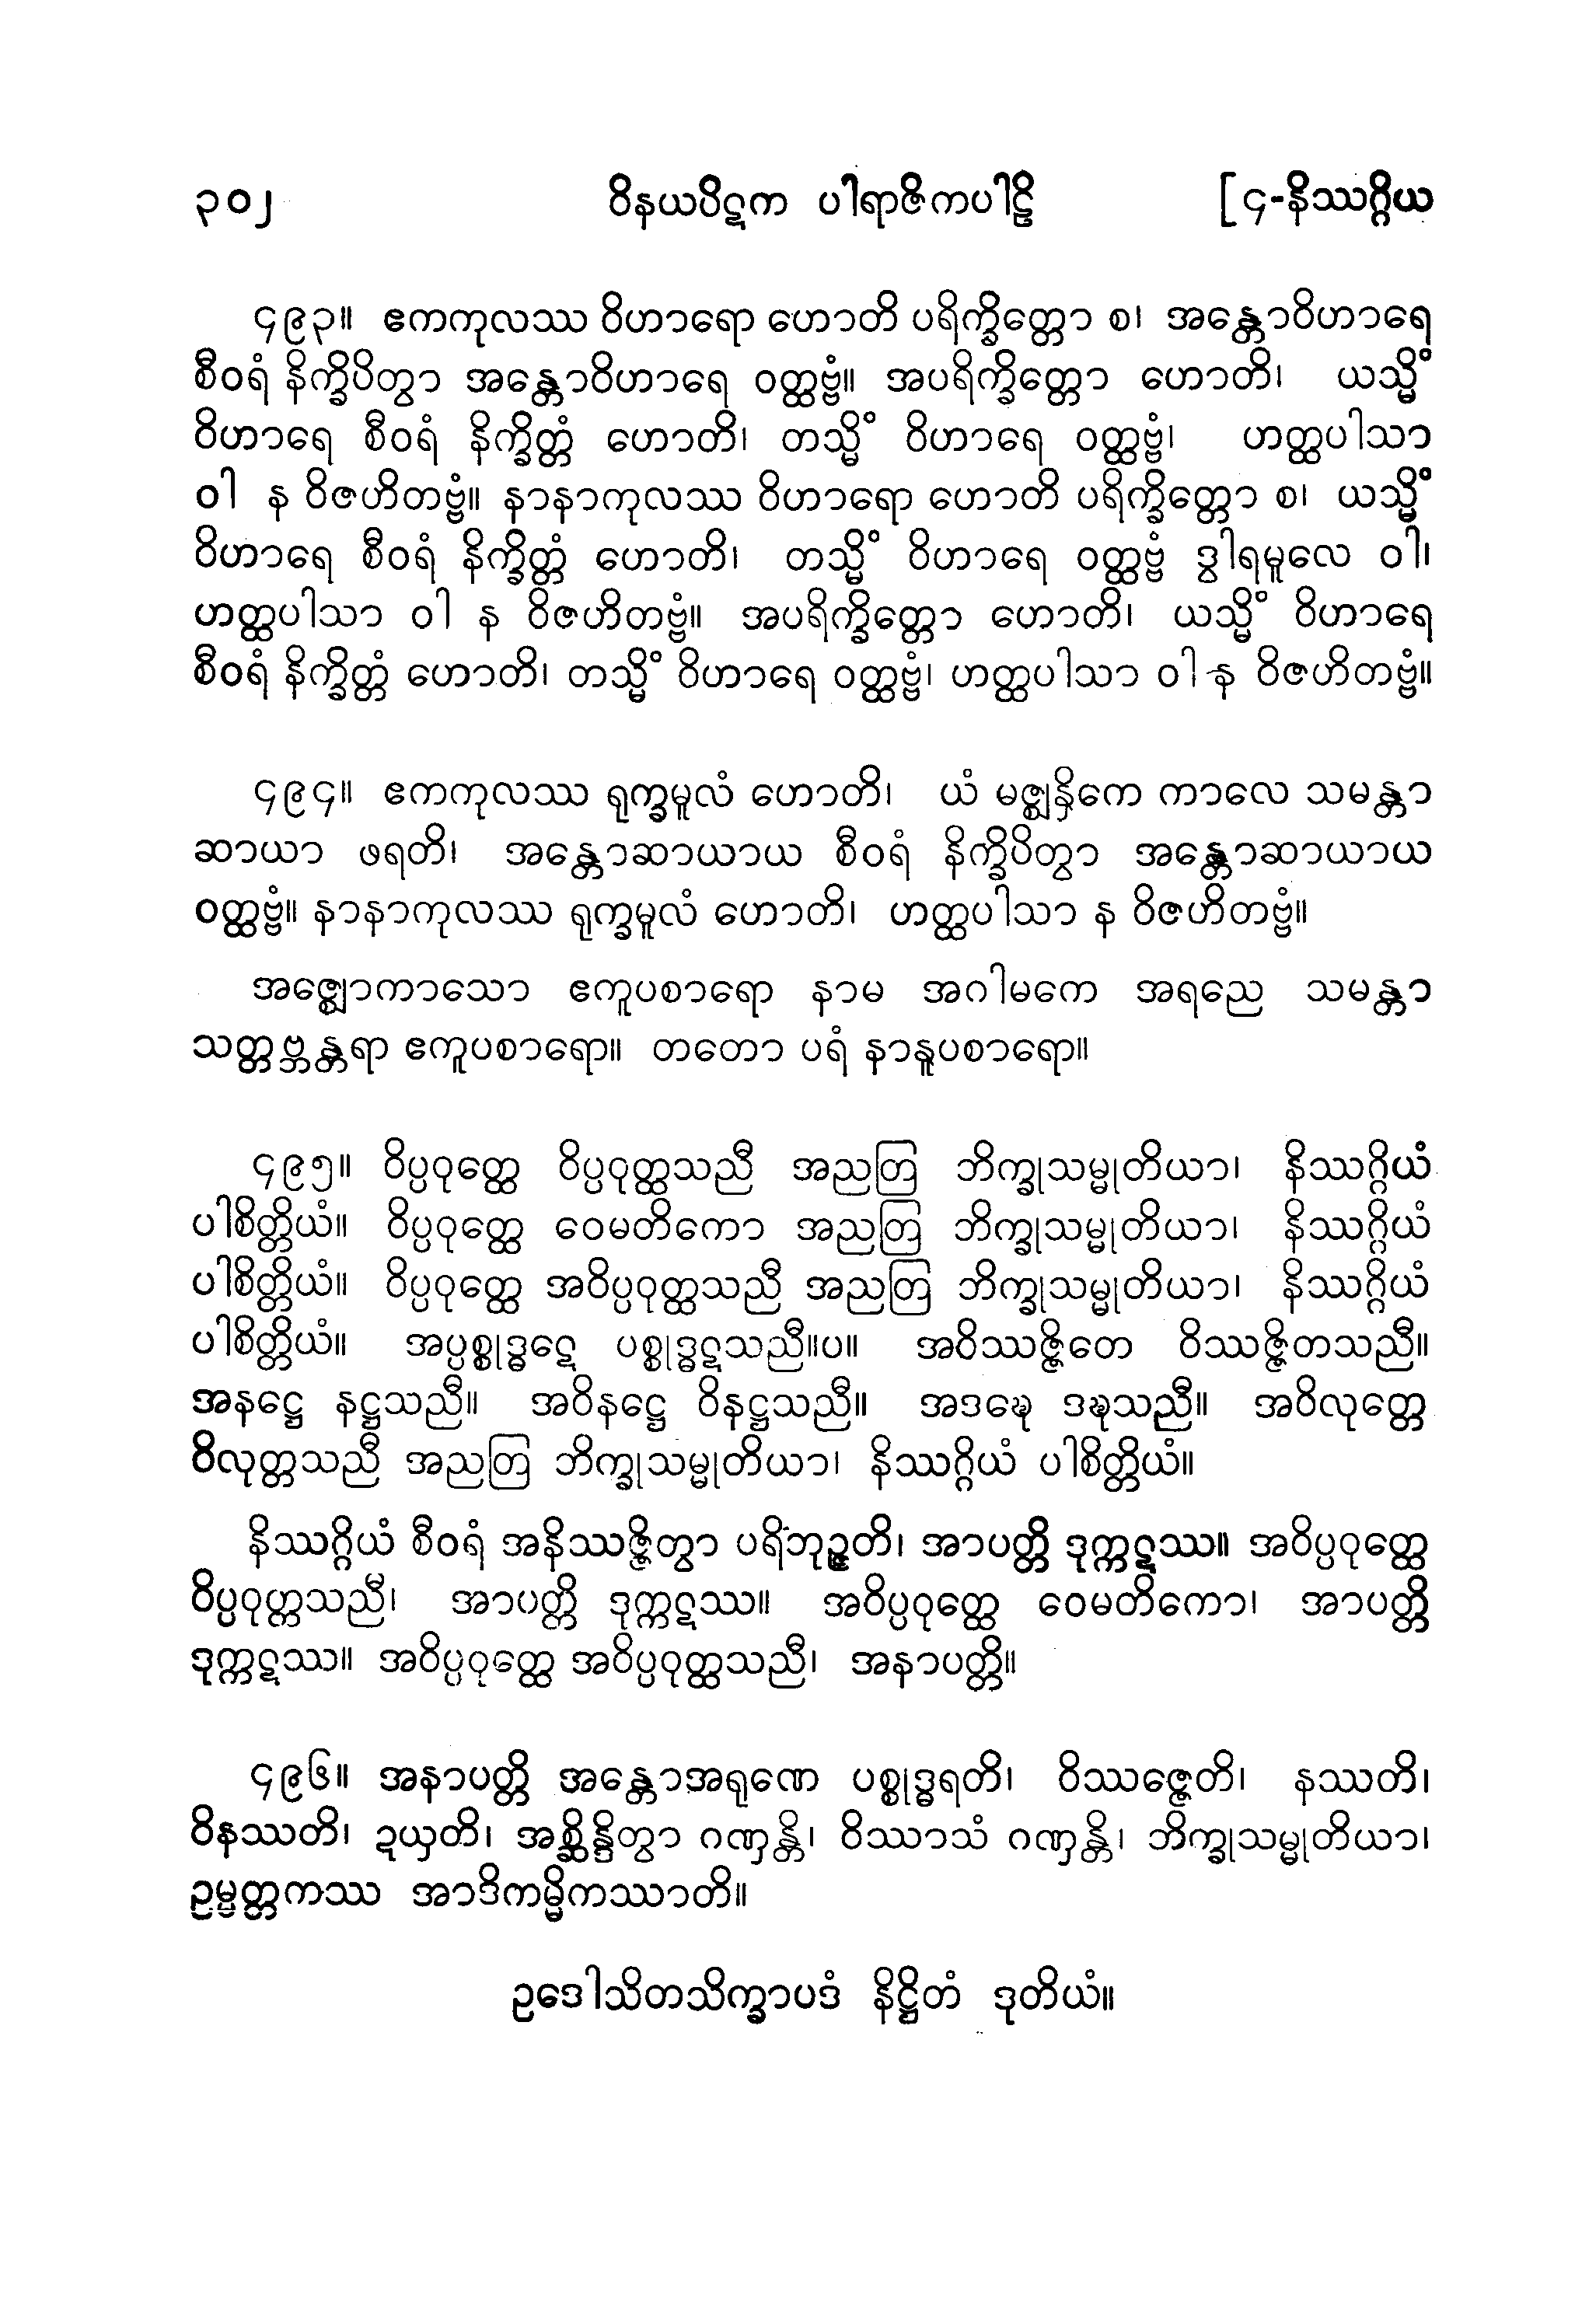 ၃၀၂ ဝိနယပိဋက ပါရာဇိကပါဠိ [၄-နိဿဂ္ဂိယ
၄၉၃။ ဧကကုလဿ ဝိဟာရော ဟောတိ ပရိက္ခိတ္တော စ၊ အန္တောဝိဟာရေ
စီဝရံ နိက္ခိပိတွာ အန္တောဝိဟာရေ ဝတ္ထဗ္ဗံ။ အပရိက္ခိတ္တော ဟောတိ၊ ယသ္မိံ
ဝိဟာရေ စီဝရံ နိက္ခိတ္တံ ဟောတိ၊ တသ္မိံ ဝိဟာရေ ဝတ္ထဗ္ဗံ၊ ဟတ္ထပါသာ
ဝါ န ဝိဇဟိတဗ္ဗံ။ နာနာကုလဿ ဝိဟာရော ဟောတိ ပရိက္ခိတ္တော စ၊ ယသ္မိံ
ဝိဟာရေ စီဝရံ နိက္ခိတ္တံ ဟောတိ၊ တသ္မိံ ဝိဟာရေ ဝတ္ထဗ္ဗံ ဒွါရမူလေ ဝါ၊
ဟတ္ထပါသာ ဝါ န ဝိဇဟိတဗ္ဗံ။ အပရိက္ခိတ္တော ဟောတိ၊ ယသ္မိံ ဝိဟာရေ
စီဝရံ နိက္ခိတ္တံ ဟောတိ၊ တသ္မိံ ဝိဟာရေ ဝတ္ထဗ္ဗံ၊ ဟတ္ထပါသာ ဝါ န ဝိဇဟိတဗ္ဗံ။
၄၉၄။ ဧကကုလဿ ရုက္ခမူလံ ဟောတိ၊ ယံ မဇ္ဈနှိကေ ကာလေ သမန္တာ
ဆာယာ ဖရတိ၊ အန္တောဆာယာယ စီဝရံ နိက္ခိပိတွာ အန္တောဆာယာယ
ဝတ္ထဗ္ဗံ။ နာနာကုလဿ ရုက္ခမူလံ ဟောတိ၊ ဟတ္ထပါသာ န ဝိဇဟိတဗ္ဗံ။
အဇ္ဈောကာသော ဧကူပစာရော နာမ အဂါမကေ အရညေ သမန္တာ
သတ္တဗ္ဘန္တရာ ဧကူပစာရော။ တတော ပရံ နာနူပစာရော။
၄၉၅။ ဝိပ္ပဝုတ္ထေ ဝိပ္ပဝုတ္ထသညီ အညတြ ဘိက္ခုသမ္မုတိယာ၊ နိဿဂ္ဂိယံ
ပါစိတ္တိယံ။ ဝိပ္ပဝုတ္ထေ ဝေမတိကော အညတြ ဘိက္ခုသမ္မုတိယာ၊ နိဿဂ္ဂိယံ
ပါစိတ္တိယံ။ ဝိပ္ပဝုတ္ထေ အဝိပ္ပဝုတ္ထသညီ အညတြ ဘိက္ခုသမ္မုတိယာ၊ နိဿဂ္ဂိယံ
ပါစိတ္တိယံ။ အပ္ပစ္စုဒ္ဓဋေ ပစ္စုဒ္ဓဋသညီ။ပ။ အဝိဿဇ္ဇိတေ ဝိဿဇ္ဇိတသညီ။
အနဋ္ဌေ နဋ္ဌသညီ။ အဝိနဋ္ဌေ ဝိနဋ္ဌသညီ။ အဒဍ္ဎေ ဒဍ္ဎသညီ။ အဝိလုတ္တေ
ဝိလုတ္တသညီ အညတြ ဘိက္ခုသမ္မုတိယာ၊ နိဿဂ္ဂိယံ ပါစိတ္တိယံ။
နိဿဂ္ဂိယံ စီဝရံ အနိဿဇ္ဇိတွာ ပရိဘုဉ္ဇတိ၊ အာပတ္တိ ဒုက္ကဋဿ။ အဝိပ္ပဝုတ္ထေ
ဝိပ္ပဝုတ္ထသညီ၊ အာပတ္တိ ဒုက္ကဋဿ။ အဝိပ္ပဝုတ္ထေ ဝေမတိကော၊ အာပတ္တိ
ဒုက္ကဋဿ။ အဝိပ္ပဝုတ္ထေ အဝိပ္ပဝုတ္ထသညီ၊ အနာပတ္တိ။
၄၉၆။ အနာပတ္တိ အန္တောအရုဏေ ပစ္စုဒ္ဓရတိ၊ ဝိဿဇ္ဇေတိ၊ နဿတိ၊
ဝိနဿတိ၊ ဍယှတိ၊ အစ္ဆိန္ဒိတွာ ဂဏှန္တိ၊ ဝိဿာသံ ဂဏှန္တိ၊ ဘိက္ခုသမ္မုတိယာ၊
ဥမ္မတ္တကဿ အာဒိကမ္မိကဿာတိ။
ဥဒေါသိတသိက္ခာပဒံ နိဋ္ဌိတံ ဒုတိယံ။